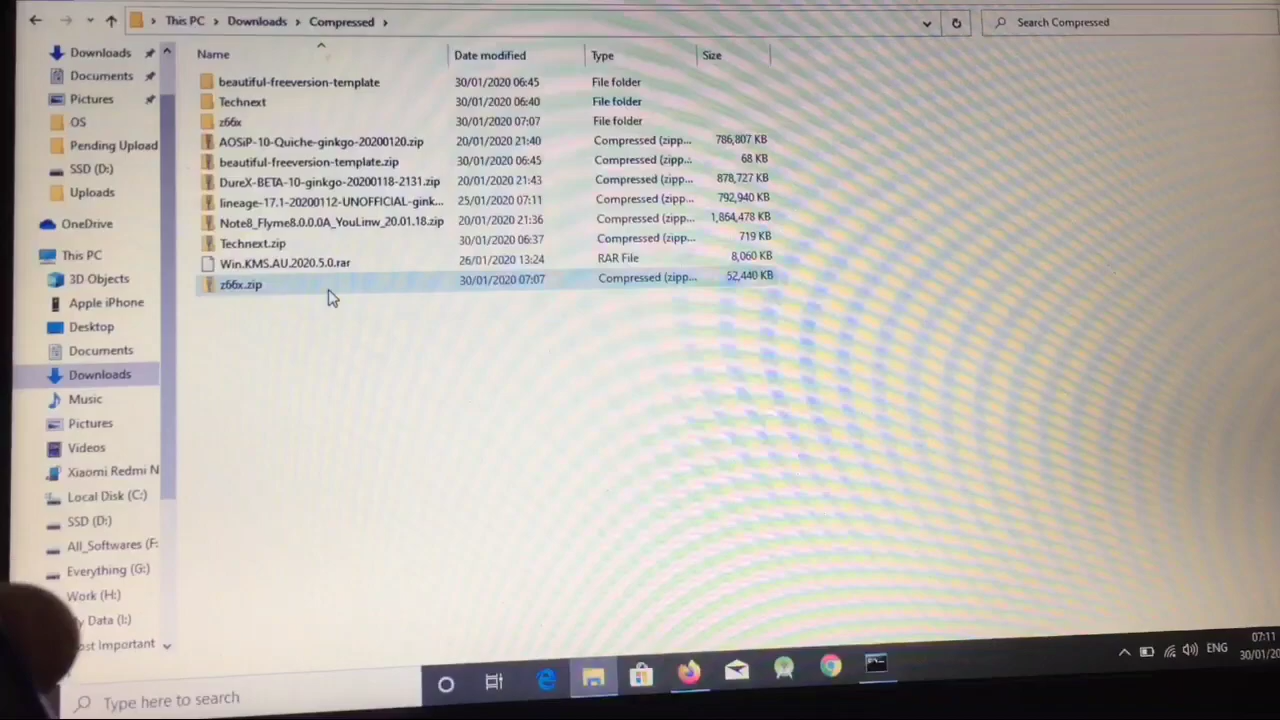 This PC > Downloads > Compressed >
Search Compressed
Name Date modified Type Size
beautiful-freeversion-template 30/01/2020 06:45 File folder
Technext 30/01/2020 06:40 File folder
z66x 30/01/2020 07:07 File folder
AOSiP-10-Quiche-ginkgo-20200120.zip 20/01/2020 21:40 Compressed (zipp... 786,807 KB
beautiful-freeversion-template.zip 30/01/2020 06:45 Compressed (zipp... 68 KB
DureX-BETA-10-ginkgo-20200118-2131.zip 20/01/2020 21:43 Compressed (zipp... 878,727 KB
lineage-17.1-20200112-UNOFFICIAL-gink... 25/01/2020 07:11 Compressed (zipp... 792,940 KB
Note8_Flyme8.0.0.0A_YouLinw_20.01.18.zip 20/01/2020 21:36 Compressed (zipp... 1,864,478 KB
Technext.zip 30/01/2020 06:37 Compressed (zipp... 719 KB
Win.KMS.AU.2020.5.0.rar 26/01/2020 13:24 RAR File 8,060 KB
z66x.zip 30/01/2020 07:07 Compressed (zipp... 52,440 KB
Downloads
Documents
Pictures
OS
Pending Upload
SSD (D:)
Uploads
OneDrive
This PC
3D Objects
Apple iPhone
Desktop
Documents
Downloads
Music
Pictures
Videos
Xiaomi Redmi N
Local Disk (C:)
SSD (D:)
All_Softwares (F:
Everything (G:)
Work (H:)
y Data (I:)
ost Important
Type here to search
ENG
07:11
30/01/20